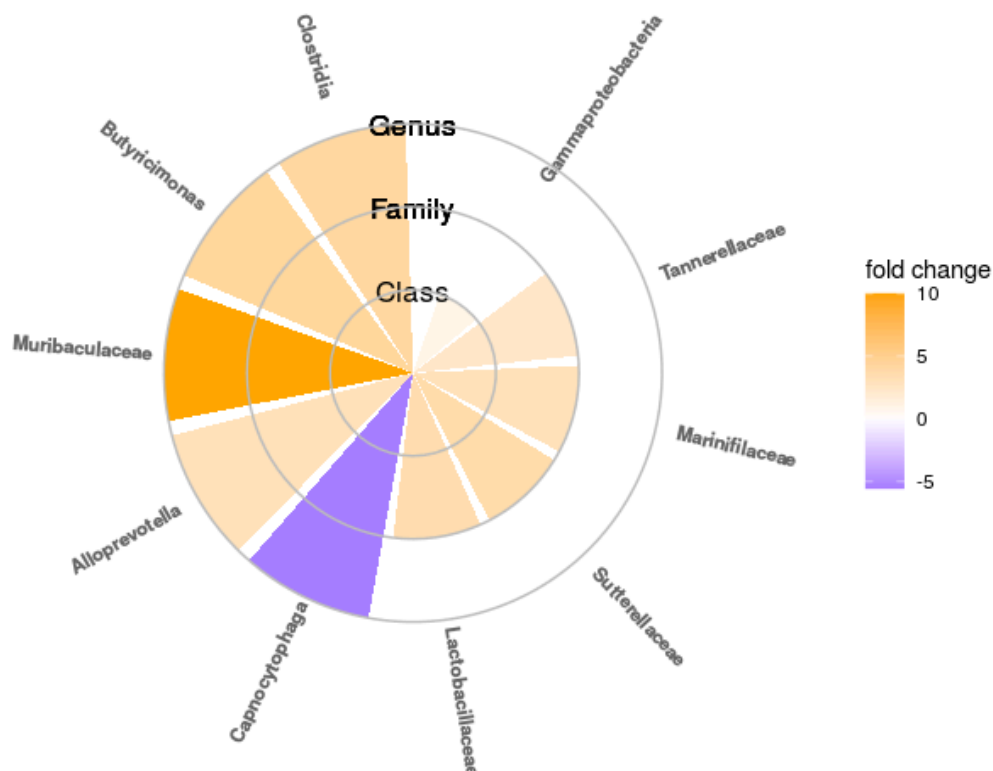 Clostridia
Gammaproteobacteria
Butyricimonas
Genus
Family
Tannerellaceae
Class
fold change
10
5
0
-5
Muribaculaceae
Marinifilaceae
Alloprevotella
Sutterellaceae
Capnocytophaga
Lactobacillaceae